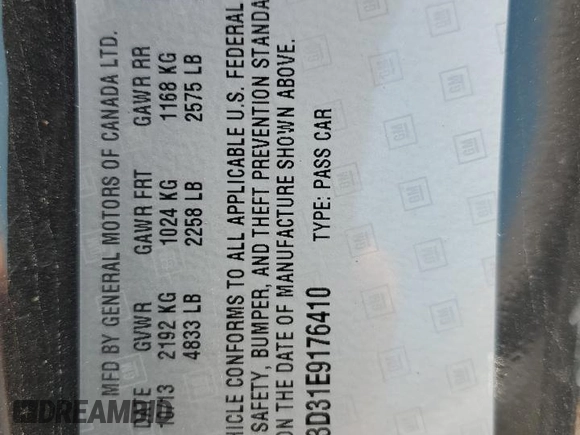 MFD BY GENERAL MOTORS OF CANADA LTD.
DATE GVWR GAWR FRT GAWR RR
10/13 2192 KG 1024 KG 1168 KG
4833 LB 2258 LB 2575 LB
HICLE CONFORMS TO ALL APPLICABLE U.S. FEDERAL
SAFETY, BUMPER, AND THEFT PREVENTION STANDA
ON THE DATE OF MANUFACTURE SHOWN ABOVE.
3D31E9176410 TYPE: PASS CAR
GM
DREAMBID